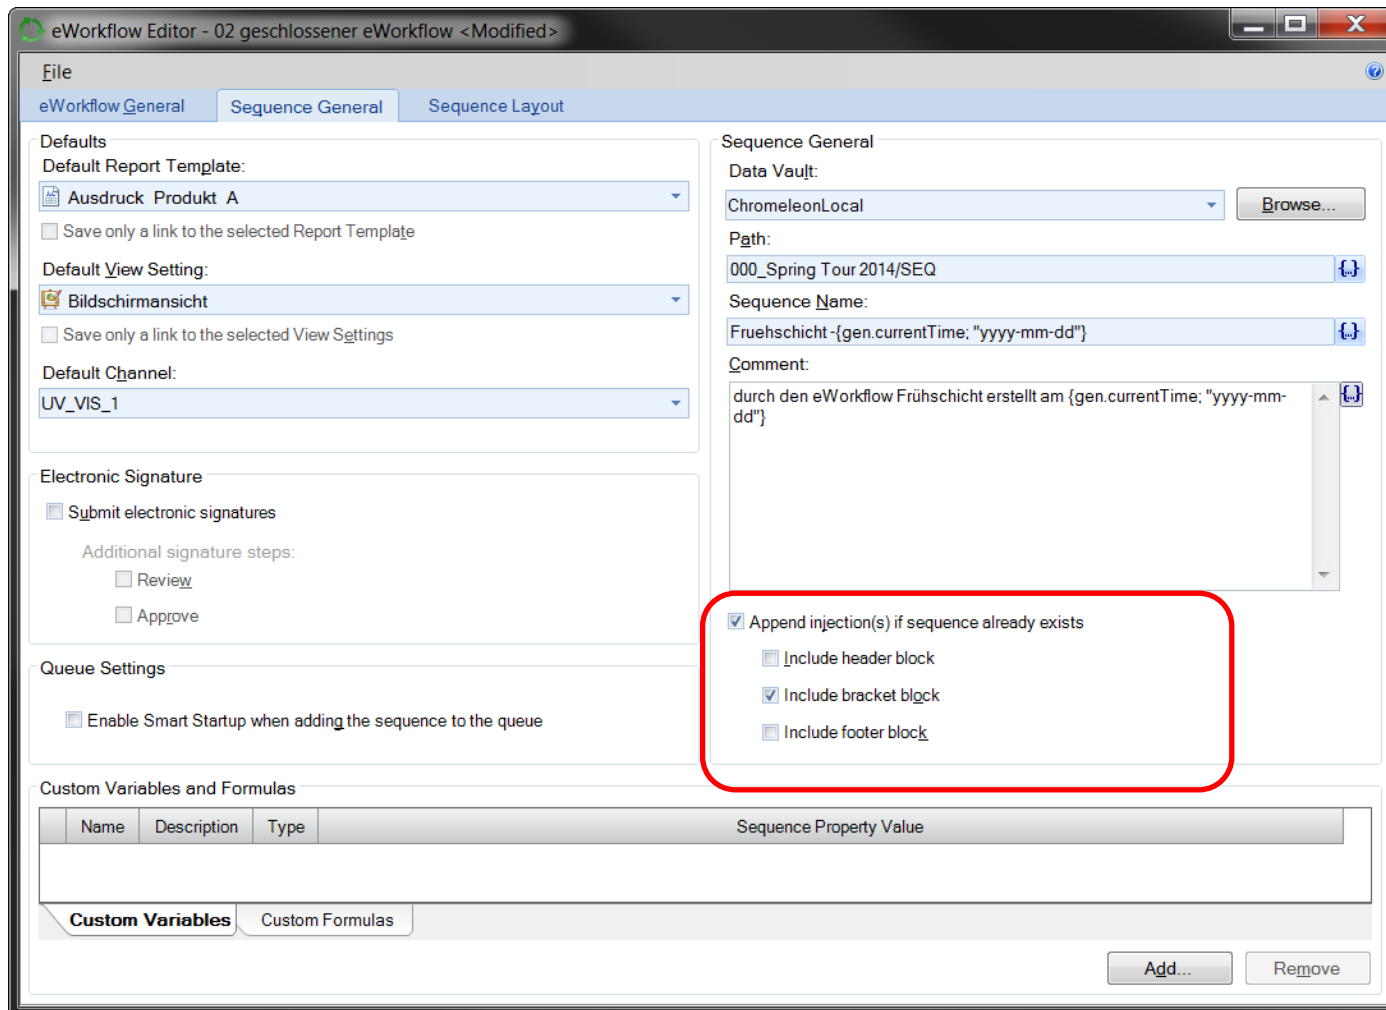 eWorkflow Editor - 02 geschlossener eWorkflow <Modified>
File
eWorkflow General
Sequence General
Sequence Layout
Defaults
Default Report Template:
Ausdruck Produkt A
Save only a link to the selected Report Template
Default View Setting:
Bildschirmansicht
Save only a link to the selected View Settings
Default Channel:
UV_VIS_1
Electronic Signature
Submit electronic signatures
Additional signature steps:
Review
Approve
Queue Settings
Enable Smart Startup when adding the sequence to the queue
Sequence General
Data Vault:
ChromeleonLocal
Browse...
Path:
000_Spring Tour 2014/SEQ
{...}
Sequence Name:
Fruehschicht -{gen.currentTime; "yyyy-mm-dd"}
{...}
Comment:
durch den eWorkflow Frühschicht erstellt am {gen.currentTime; "yyyy-mm-
dd"}
{...}
Append injection(s) if sequence already exists
Include header block
Include bracket block
Include footer block
Custom Variables and Formulas
Name Description Type Sequence Property Value
Custom Variables
Custom Formulas
Add...
Remove